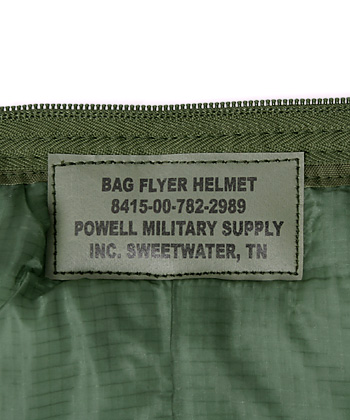 BAG FLYER HELMET
8415-00-782-2989
POWELL MILITARY SUPPLY
INC. SWEETWATER, TN